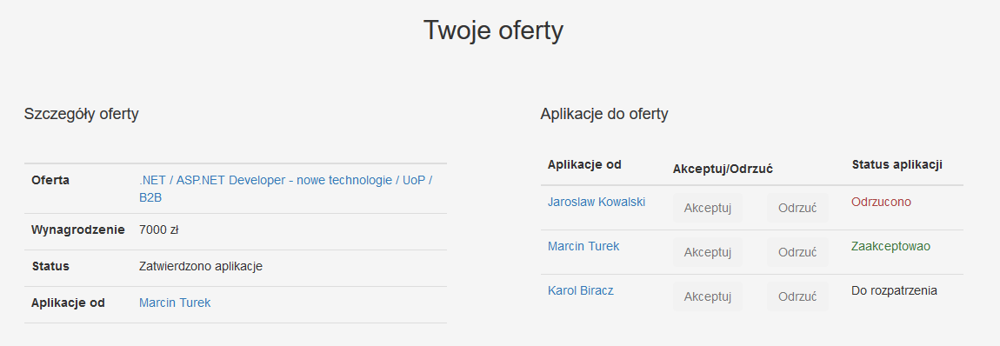 Twoje oferty
Szczegóły oferty
Oferta .NET / ASP.NET Developer - nowe technologie / UoP /
B2B
Wynagrodzenie 7000 zł
Status Zatwierdzono aplikacje
Aplikacje od Marcin Turek
Aplikacje do oferty
Aplikacje od Akceptuj/Odrzuć Status aplikacji
Jaroslaw Kowalski Akceptuj Odrzuć Odrzucono
Marcin Turek Akceptuj Odrzuć Zaakceptowao
Karol Biracz Akceptuj Odrzuć Do rozpatrzenia